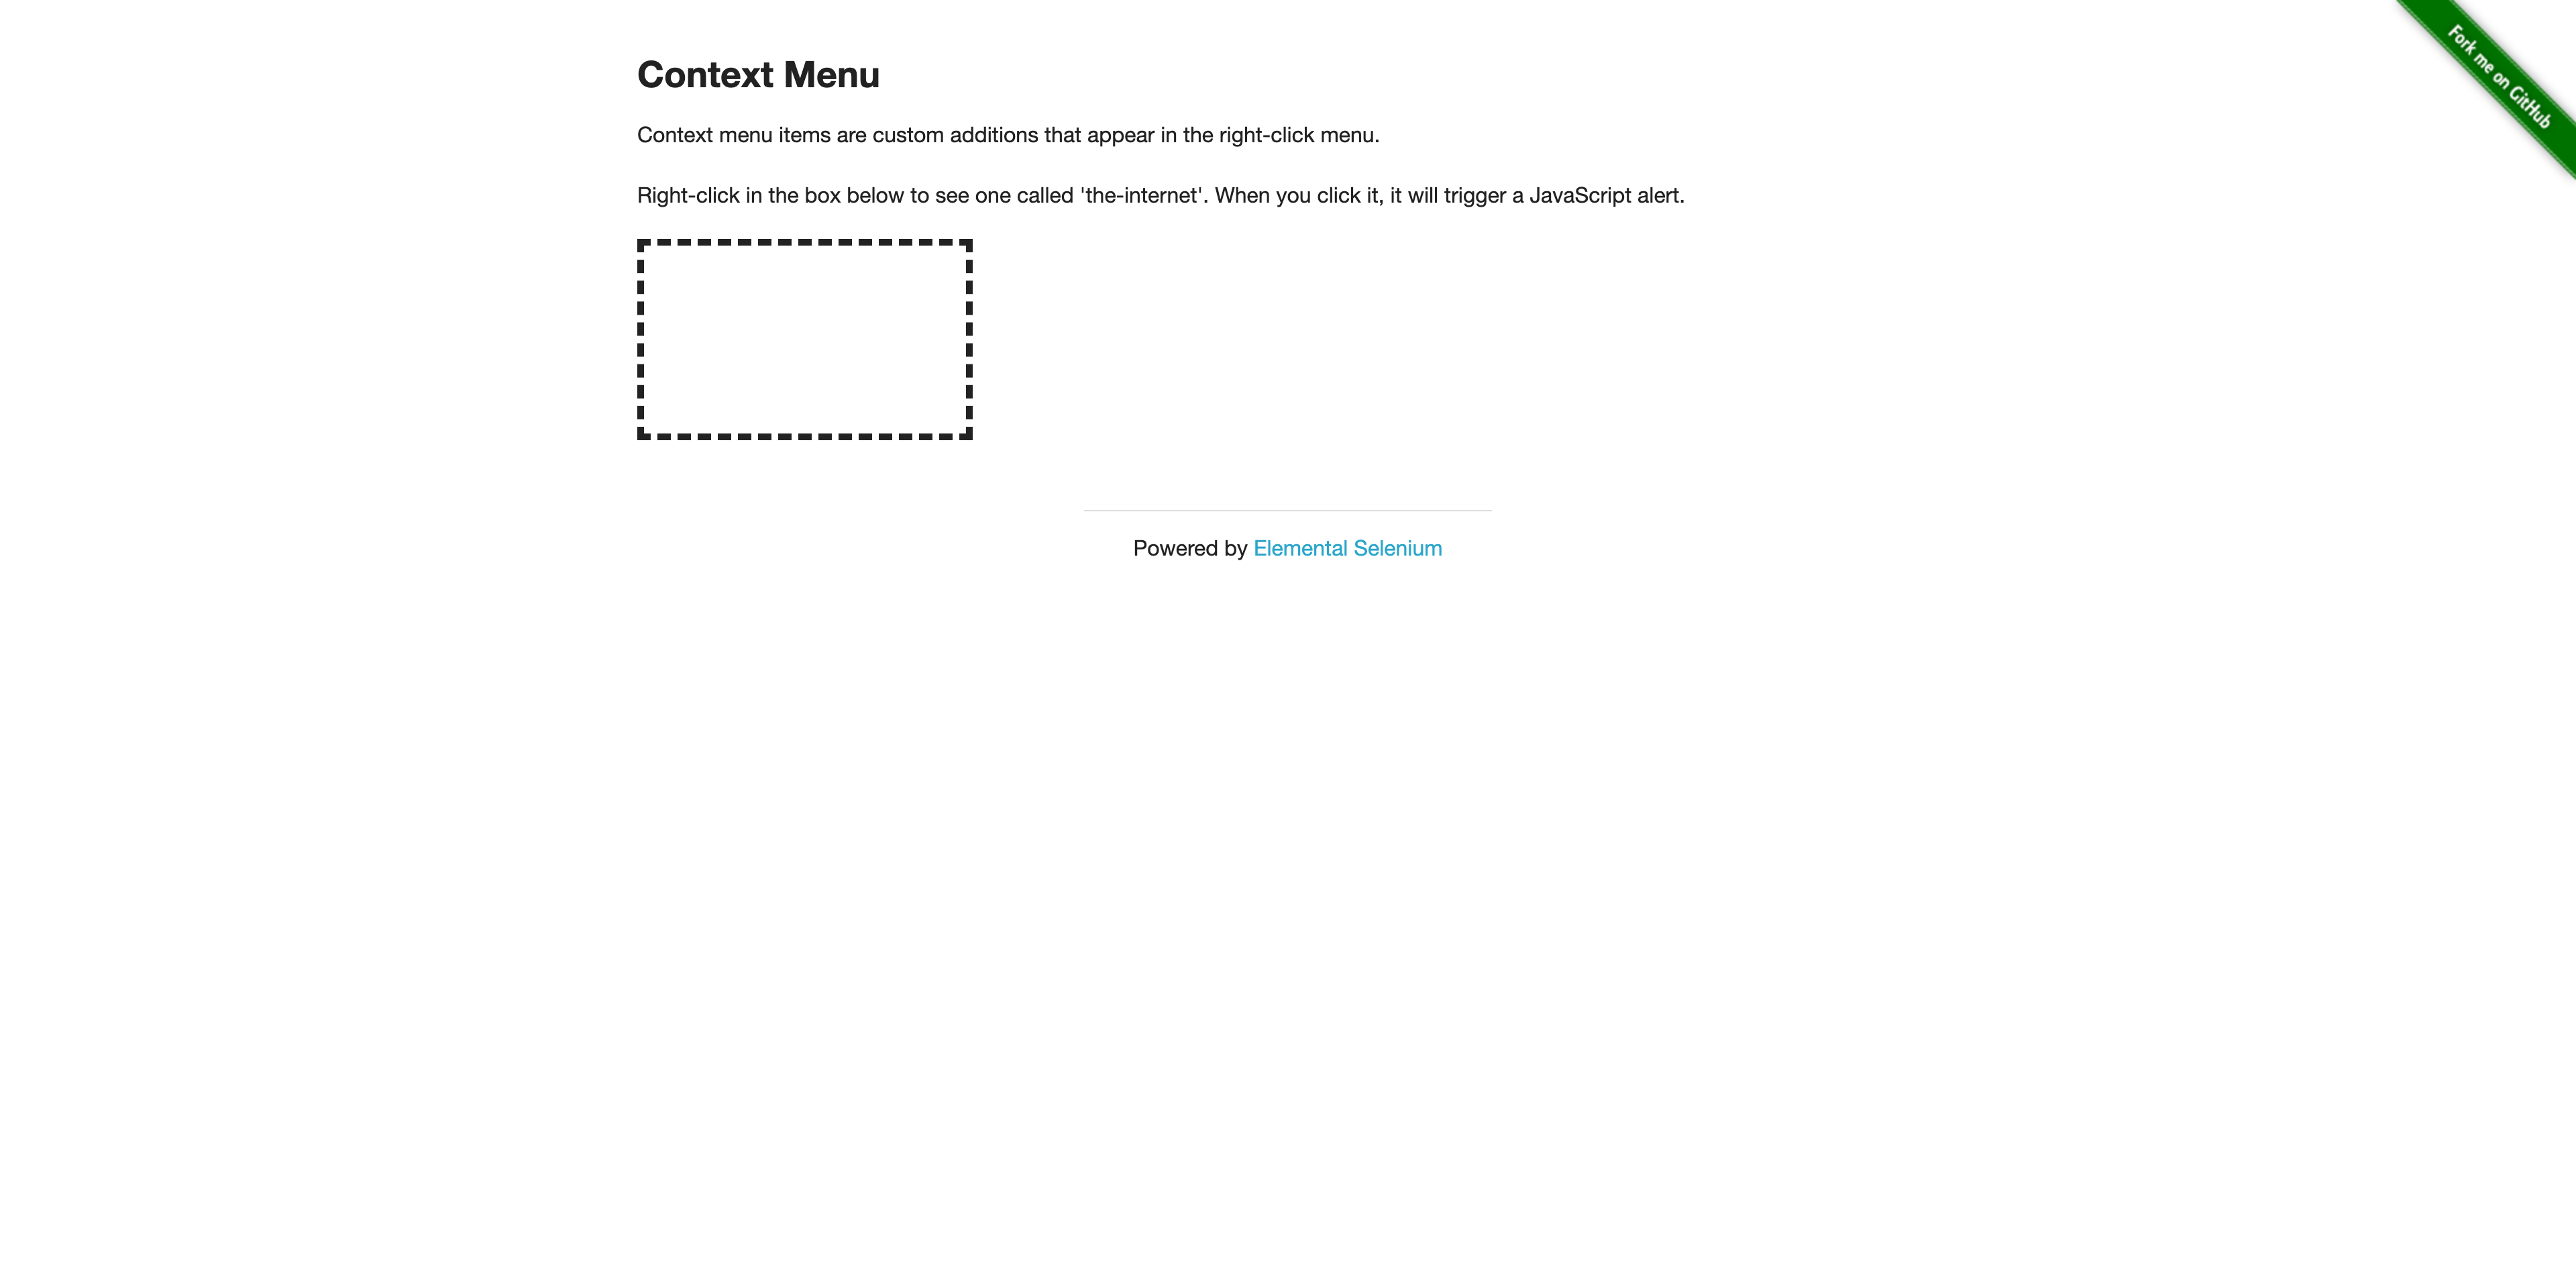 Fork me on GitHub
Context Menu
Context menu items are custom additions that appear in the right-click menu.
Right-click in the box below to see one called 'the-internet'. When you click it, it will trigger a JavaScript alert.
Powered by Elemental Selenium